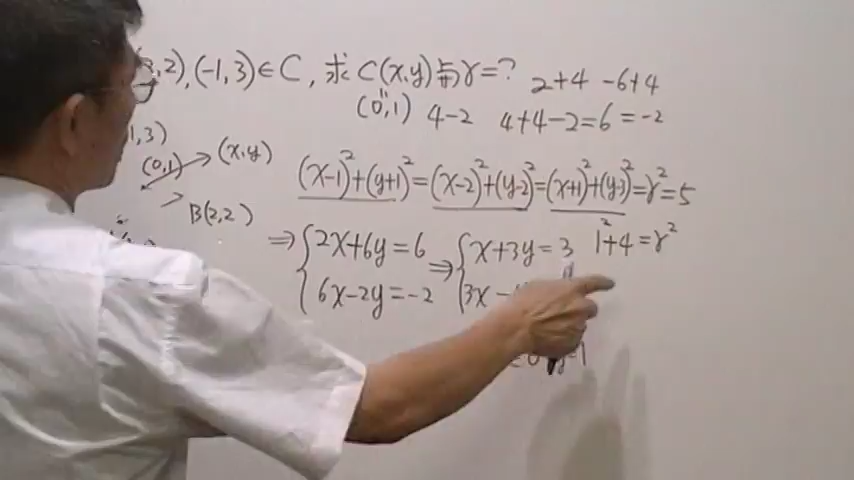 ,2),(-1,3)∈C,求C(x,y)与r=? 2+4 -6+4
(0,1) 4-2 4+4-2=6=-2
1,3)
(0,1) (x,y)
(x-1)²+(y+1)²=(x-2)²+(y-2)²=(x+1)²+(y-3)²=r²=5
B(2,2)
⇒{2x+6y=6 ⇒{x+3y=3 1²+4=r²
6x-2y=-2 3x-